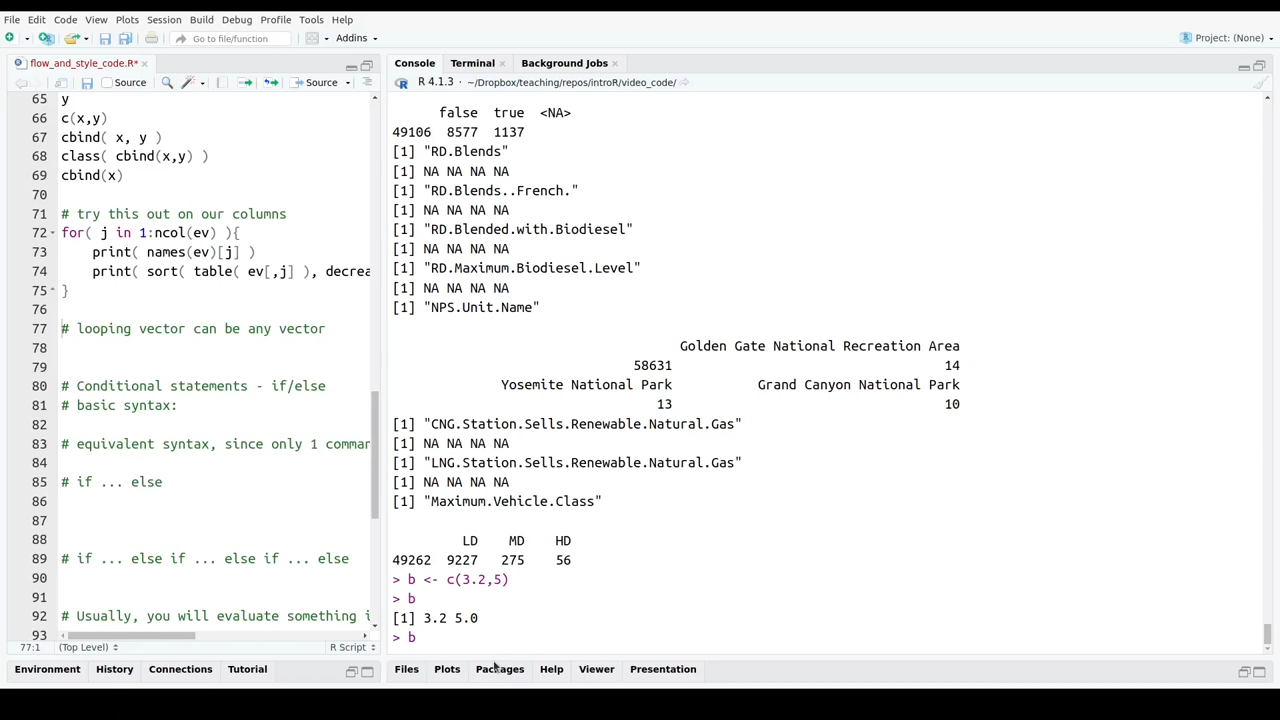 File Edit Code View Plots Session Build Debug Profile Tools Help
Go to file/function Addins Project: (None)
flow_and_style_code.R*
Source Source
65 y
66 c(x,y)
67 cbind( x, y )
68 class( cbind(x,y) )
69 cbind(x)
70
71 # try this out on our columns
72 for( j in 1:ncol(ev) ){
73 print( names(ev)[j] )
74 print( sort( table( ev[,j] ), decrea
75 }
76
77 # looping vector can be any vector
78
79
80 # Conditional statements - if/else
81 # basic syntax:
82
83 # equivalent syntax, since only 1 comman
84
85 # if ... else
86
87
88
89 # if ... else if ... else if ... else
90
91
92 # Usually, you will evaluate something i
93
77:1 (Top Level) R Script
Environment History Connections Tutorial
Console Terminal Background Jobs
R 4.1.3 · ~/Dropbox/teaching/repos/introR/video_code/
false true <NA>
49106 8577 1137
[1] "RD.Blends"
[1] NA NA NA NA
[1] "RD.Blends..French."
[1] NA NA NA NA
[1] "RD.Blended.with.Biodiesel"
[1] NA NA NA NA
[1] "RD.Maximum.Biodiesel.Level"
[1] NA NA NA NA
[1] "NPS.Unit.Name"
Golden Gate National Recreation Area
58631 14
Yosemite National Park Grand Canyon National Park
13 10
[1] "CNG.Station.Sells.Renewable.Natural.Gas"
[1] NA NA NA NA
[1] "LNG.Station.Sells.Renewable.Natural.Gas"
[1] NA NA NA NA
[1] "Maximum.Vehicle.Class"
LD MD HD
49262 9227 275 56
> b <- c(3.2,5)
> b
[1] 3.2 5.0
> b
Files Plots Packages Help Viewer Presentation